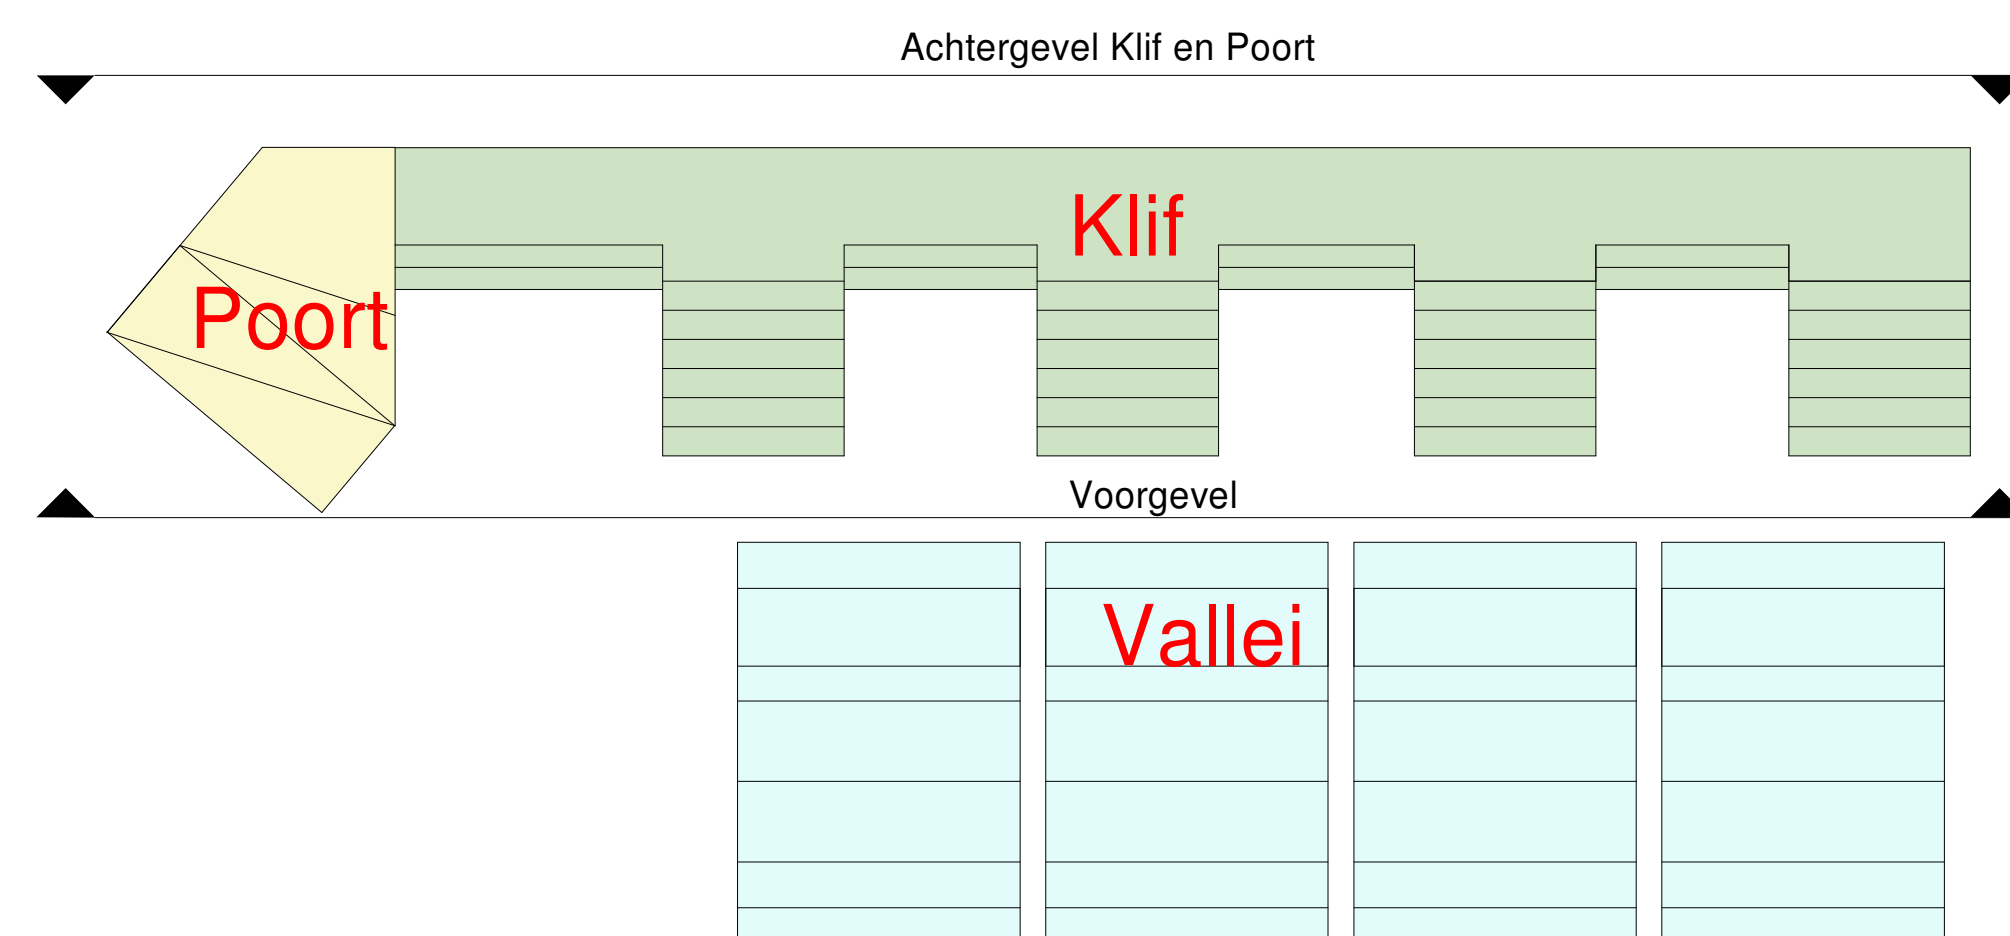 Achtergevel Klif en Poort
Klif
Poort
Voorgevel
Vallei